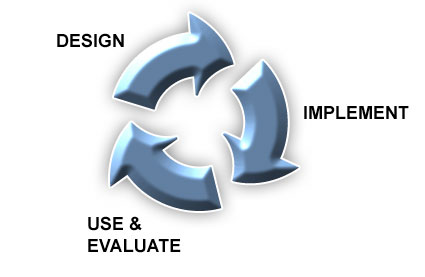 DESIGN
IMPLEMENT
USE &
EVALUATE